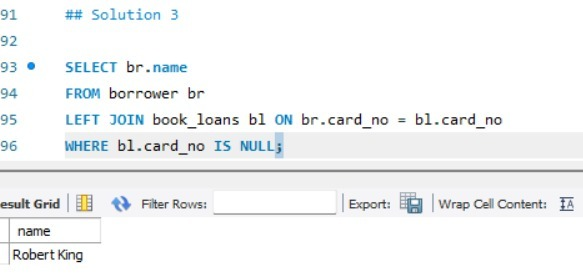 91 ## Solution 3
92
93 SELECT br.name
94 FROM borrower br
95 LEFT JOIN book_loans bl ON br.card_no = bl.card_no
96 WHERE bl.card_no IS NULL;
esult Grid Filter Rows: Export: Wrap Cell Content: IA
name
Robert King